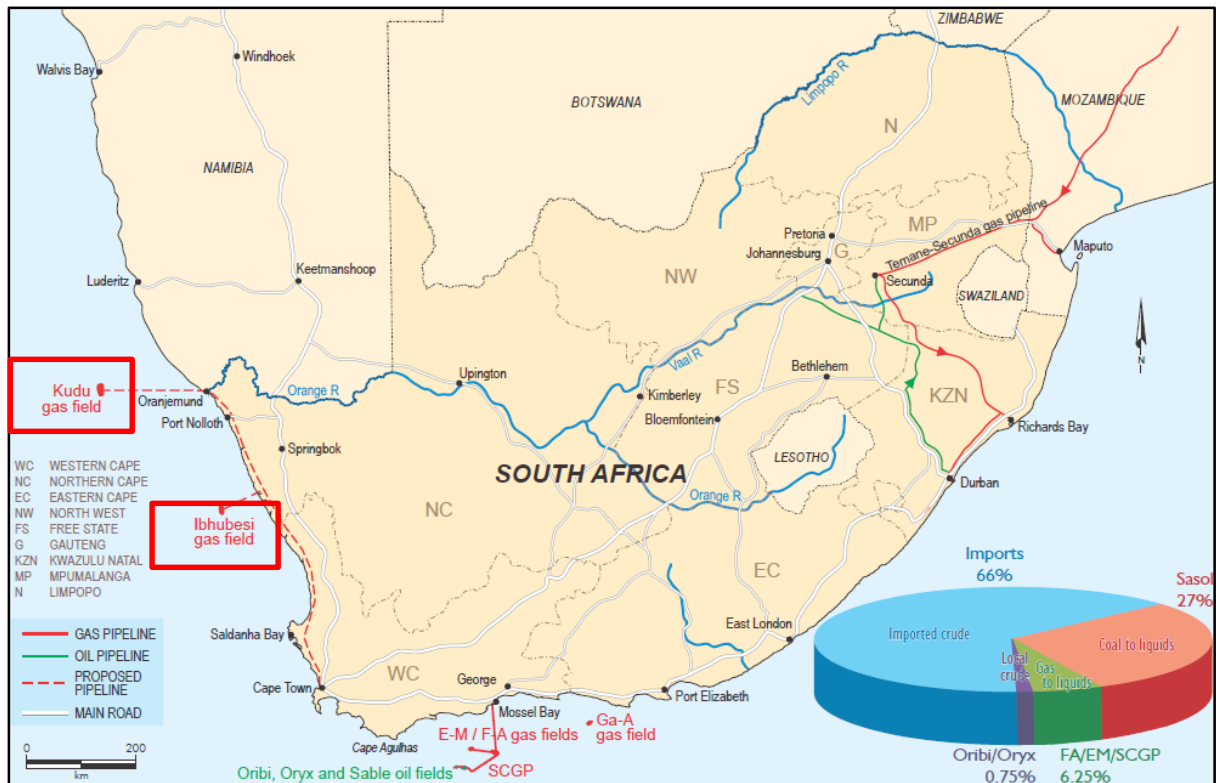 ZIMBABWE
Windhoek
Walvis Bay
Limpopo R
BOTSWANA
MOZAMBIQUE
N
NAMIBIA
Temane-Secunda gas pipeline
MP
Pretoria
Johannesburg
G
Maputo
Keetmanshoop
Luderitz
NW
Secunda
SWAZILAND
N
Vaal R
Kudu
gas field
Oranjemund
Orange R
Upington
Bethlehem
Kimberley
FS
KZN
Port Nolloth
Bloemfontein
Richards Bay
Springbok
LESOTHO
SOUTH AFRICA
Durban
Orange R
NC
WC WESTERN CAPE
NC NORTHERN CAPE
EC EASTERN CAPE
NW NORTH WEST
FS FREE STATE
G GAUTENG
KZN KWAZULU NATAL
MP MPUMALANGA
N LIMPOPO
Ibhubesi
gas field
EC
Imports
66%
Sasol
27%
Imported crude
Coal to liquids
Local
crude
Gas
to liquids
Oribi/Oryx
0.75%
FA/EM/SCGP
6.25%
GAS PIPELINE
OIL PIPELINE
PROPOSED
PIPELINE
MAIN ROAD
0 200
km
Saldanha Bay
East London
WC
Cape Town
George
Port Elizabeth
Mossel Bay
Cape Agulhas
E-M / F-A gas fields
Ga-A
gas field
Oribi, Oryx and Sable oil fields
SCGP